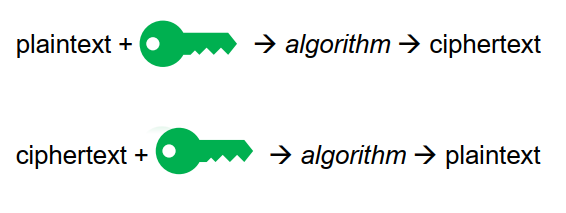 plaintext + → algorithm → ciphertext
ciphertext + → algorithm → plaintext